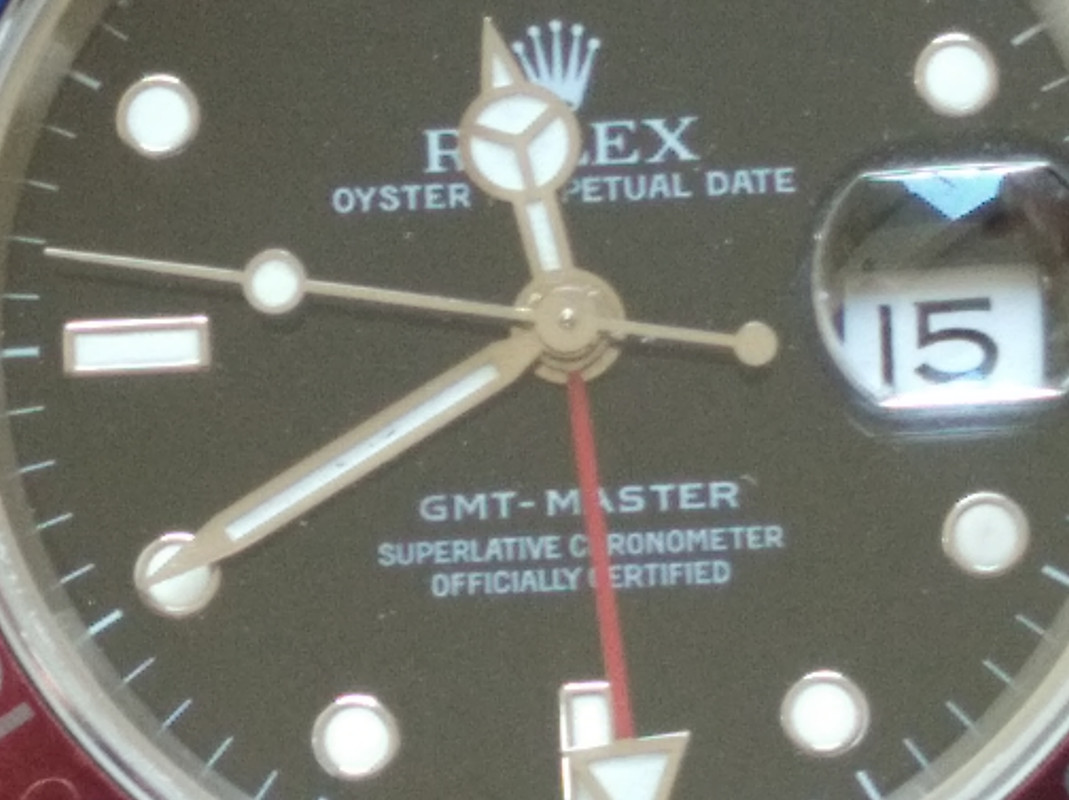 ROLEX
OYSTER PERPETUAL DATE
15
GMT-MASTER
SUPERLATIVE CHRONOMETER
OFFICIALLY CERTIFIED